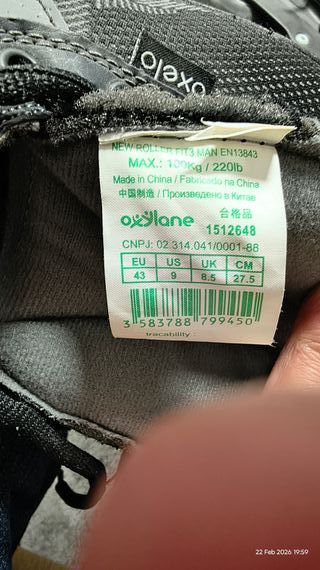 oxelo
NEW ROLLER FIT3 MAN EN13843
MAX.: 100Kg / 220lb
Made in China / Fabricado na China
中国制造 / Произведено в Китае
oxylane 合格品
1512648
CNPJ: 02.314.041/0001-88
EU US UK CM
43 9 8.5 27.5
3 583788 799450
tracability :
22 Feb 2026 19:59